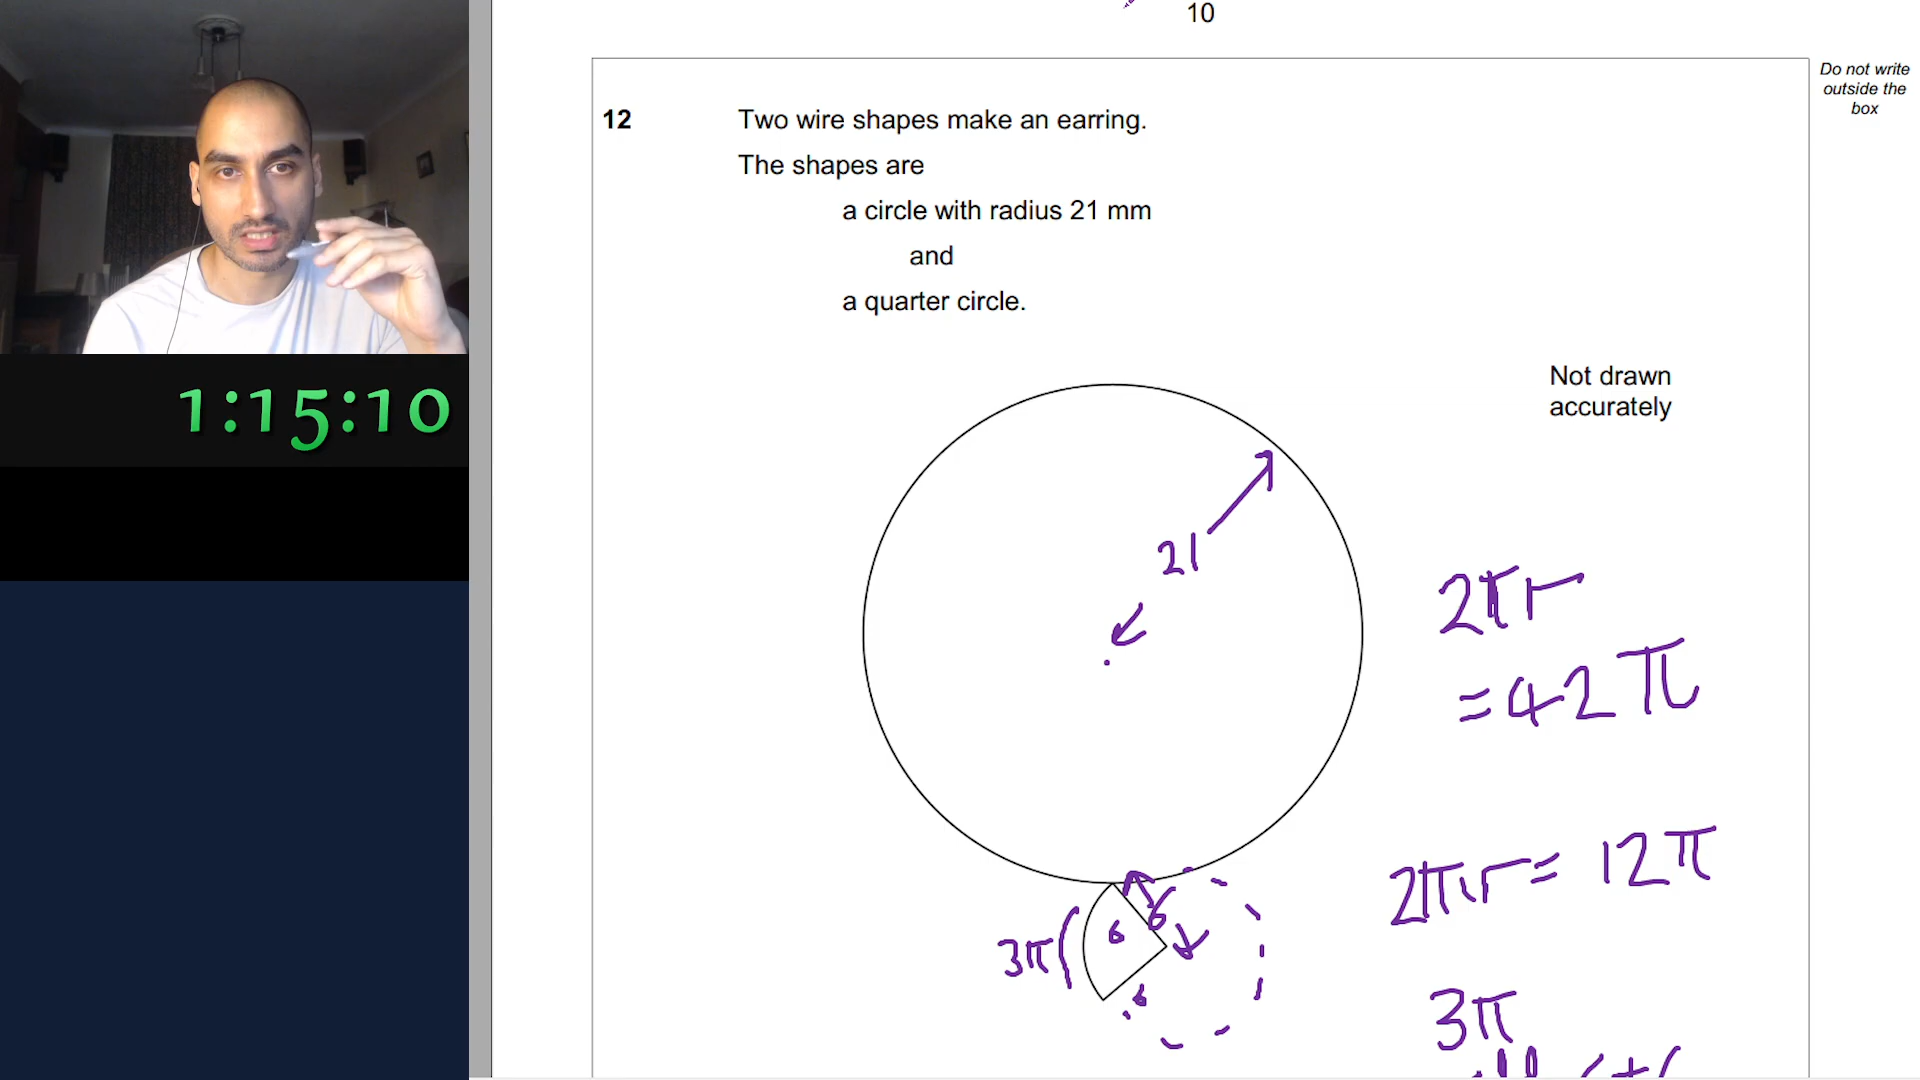 10
Do not write
outside the
box
12 Two wire shapes make an earring.
The shapes are
a circle with radius 21 mm
and
a quarter circle.
Not drawn
accurately
1:15:10
21
2πr
= 42π
2πr = 12π
6
6
3π
6
3π